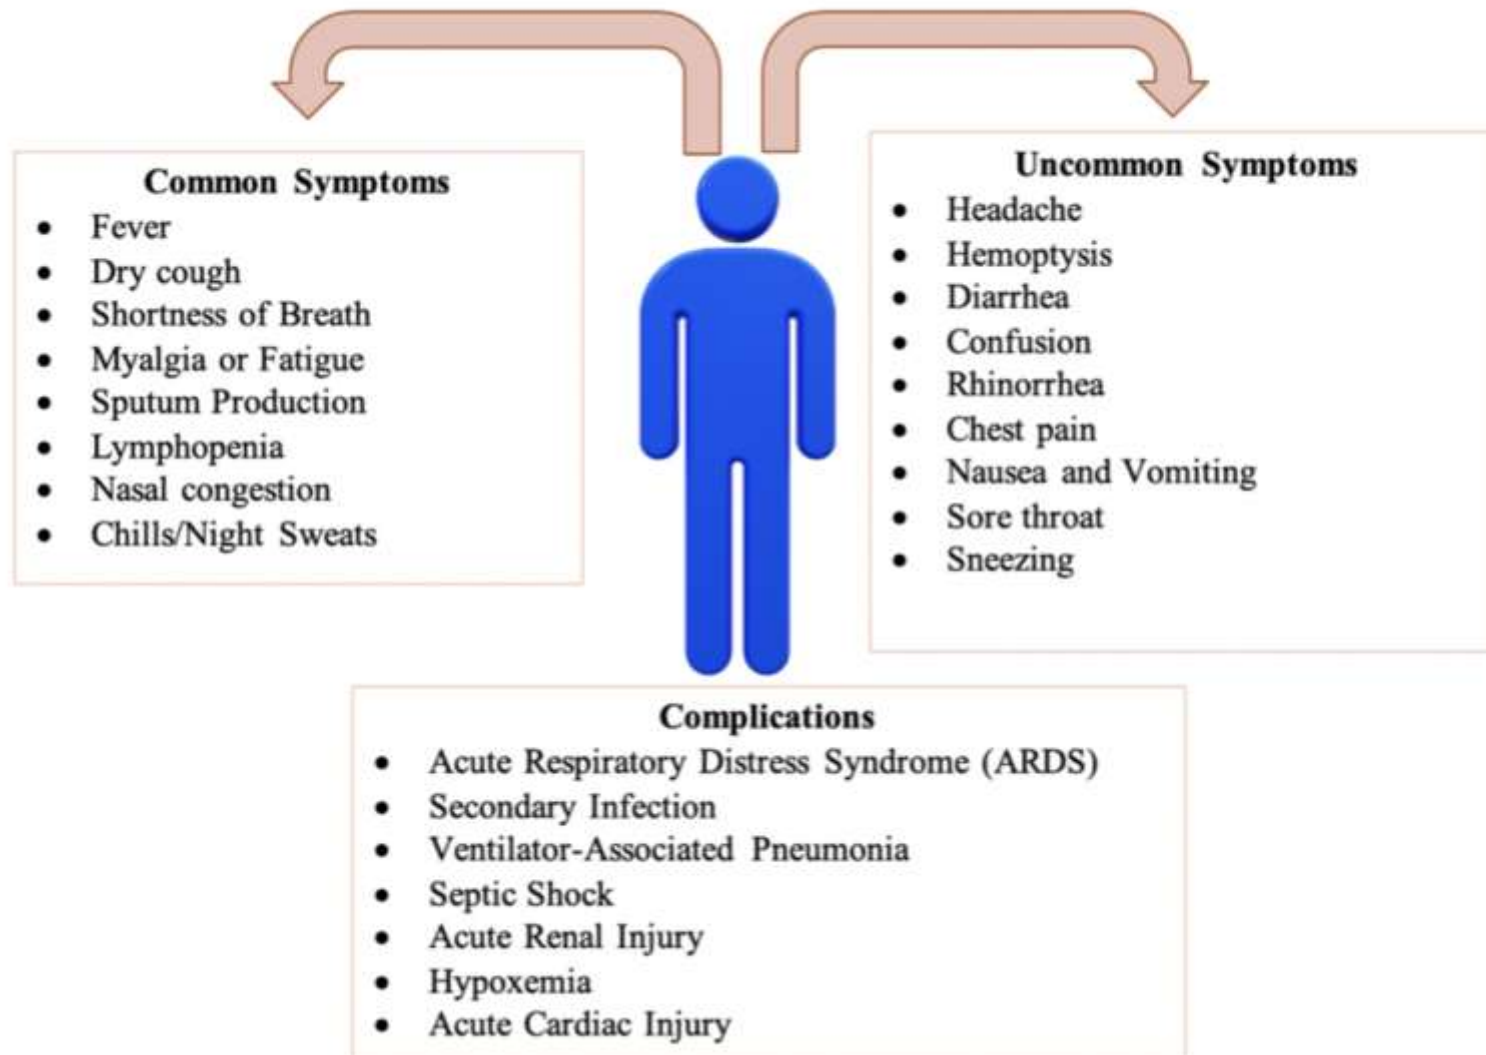 Common Symptoms
• Fever
• Dry cough
• Shortness of Breath
• Myalgia or Fatigue
• Sputum Production
• Lymphopenia
• Nasal congestion
• Chills/Night Sweats
Uncommon Symptoms
• Headache
• Hemoptysis
• Diarrhea
• Confusion
• Rhinorrhea
• Chest pain
• Nausea and Vomiting
• Sore throat
• Sneezing
Complications
• Acute Respiratory Distress Syndrome (ARDS)
• Secondary Infection
• Ventilator-Associated Pneumonia
• Septic Shock
• Acute Renal Injury
• Hypoxemia
• Acute Cardiac Injury